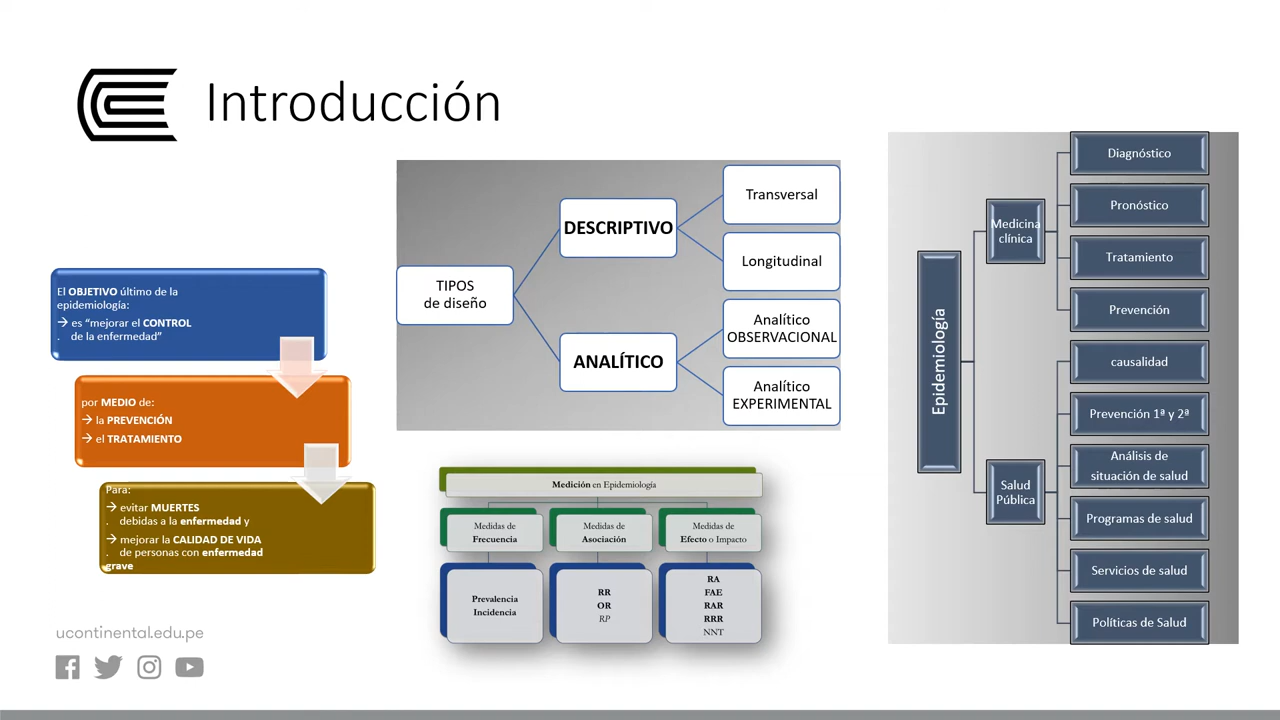 Introducción
El OBJETIVO último de la
epidemiología:
→ es “mejorar el CONTROL
. de la enfermedad”
por MEDIO de:
→ la PREVENCIÓN
→ el TRATAMIENTO
Para:
→ evitar MUERTES
. debidas a la enfermedad y
→ mejorar la CALIDAD DE VIDA
. de personas con enfermedad
grave
TIPOS
de diseño
DESCRIPTIVO
Transversal
Longitudinal
ANALÍTICO
Analítico
OBSERVACIONAL
Analítico
EXPERIMENTAL
Medición en Epidemiología
Medidas de
Frecuencia
Prevalencia
Incidencia
Medidas de
Asociación
RR
OR
RP
Medidas de
Efecto o Impacto
RA
FAE
RAR
RRR
NNT
Epidemiología
Medicina
clínica
Diagnóstico
Pronóstico
Tratamiento
Prevención
Salud
Pública
causalidad
Prevención 1ª y 2ª
Análisis de
situación de salud
Programas de salud
Servicios de salud
Políticas de Salud
ucontinental.edu.pe